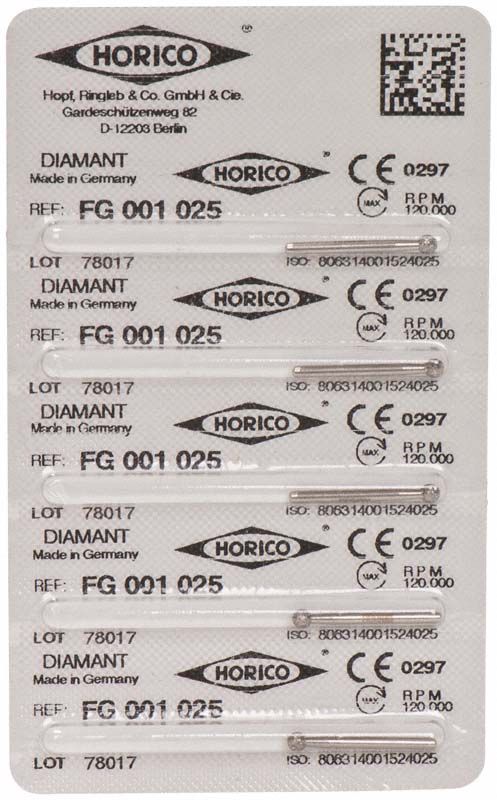 HORICO ®
Hopf, Ringleb & Co. GmbH & Cie.
Gardeschützenweg 82
D-12203 Berlin
DIAMANT HORICO ® CE 0297
Made in Germany
REF: FG 001 025 MAX RPM 120.000
LOT 78017 ISO: 806314001524025
DIAMANT HORICO ® CE 0297
Made in Germany
REF: FG 001 025 MAX RPM 120.000
LOT 78017 ISO: 806314001524025
DIAMANT HORICO ® CE 0297
Made in Germany
REF: FG 001 025 MAX RPM 120.000
LOT 78017 ISO: 806314001524025
DIAMANT HORICO ® CE 0297
Made in Germany
REF: FG 001 025 MAX RPM 120.000
LOT 78017 ISO: 806314001524025
DIAMANT HORICO ® CE 0297
Made in Germany
REF: FG 001 025 MAX RPM 120.000
LOT 78017 ISO: 806314001524025